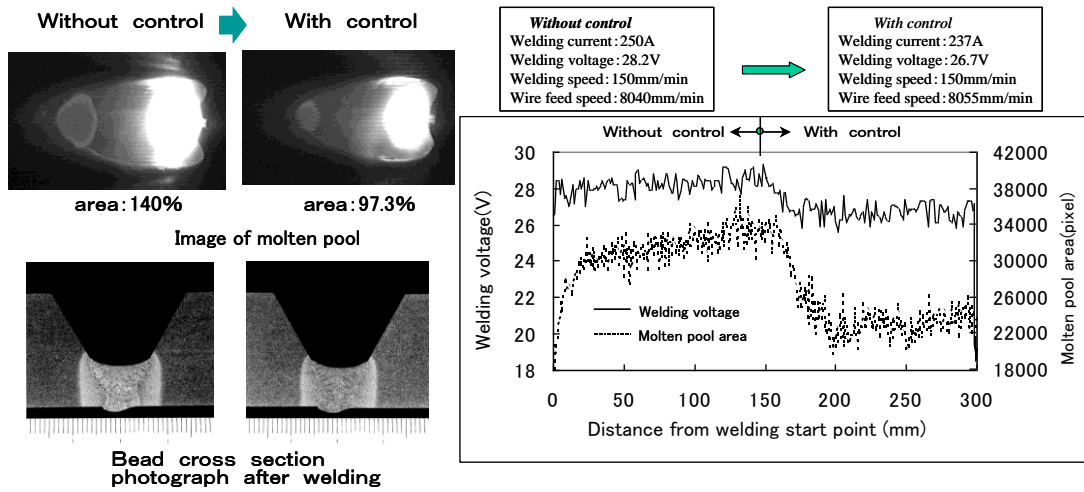 Without control
With control
area:140%
area:97.3%
Image of molten pool
Bead cross section
photograph after welding
Without control
Welding current:250A
Welding voltage:28.2V
Welding speed:150mm/min
Wire feed speed:8040mm/min
With control
Welding current:237A
Welding voltage:26.7V
Welding speed:150mm/min
Wire feed speed:8055mm/min
Without control
With control
Welding voltage(V)
30
28
26
24
22
20
18
42000
38000
34000
30000
26000
22000
18000
Molten pool area(pixel)
Welding voltage
Molten pool area
0 50 100 150 200 250 300
Distance from welding start point (mm)